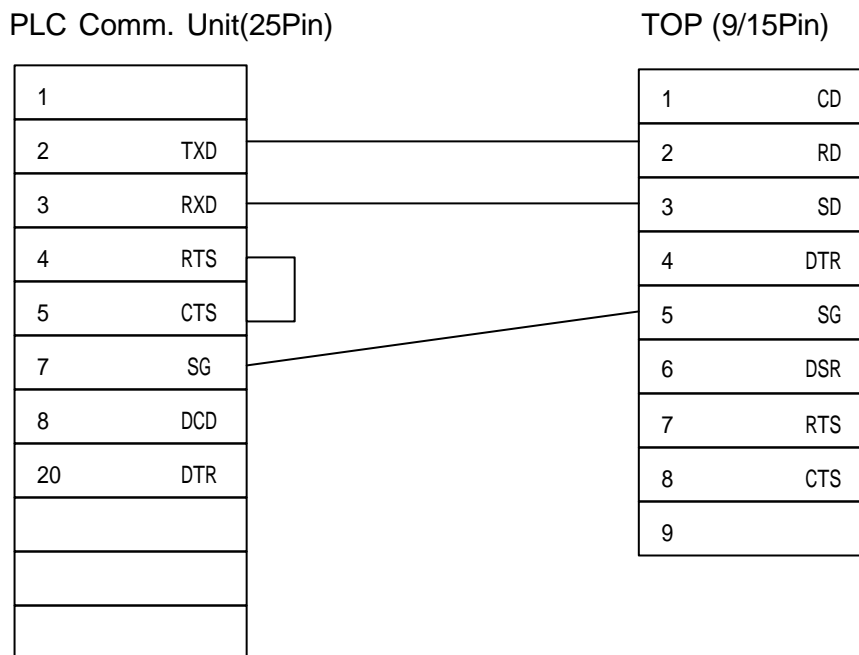 PLC Comm. Unit(25Pin)
TOP (9/15Pin)
1
2 TXD
3 RXD
4 RTS
5 CTS
7 SG
8 DCD
20 DTR
1 CD
2 RD
3 SD
4 DTR
5 SG
6 DSR
7 RTS
8 CTS
9